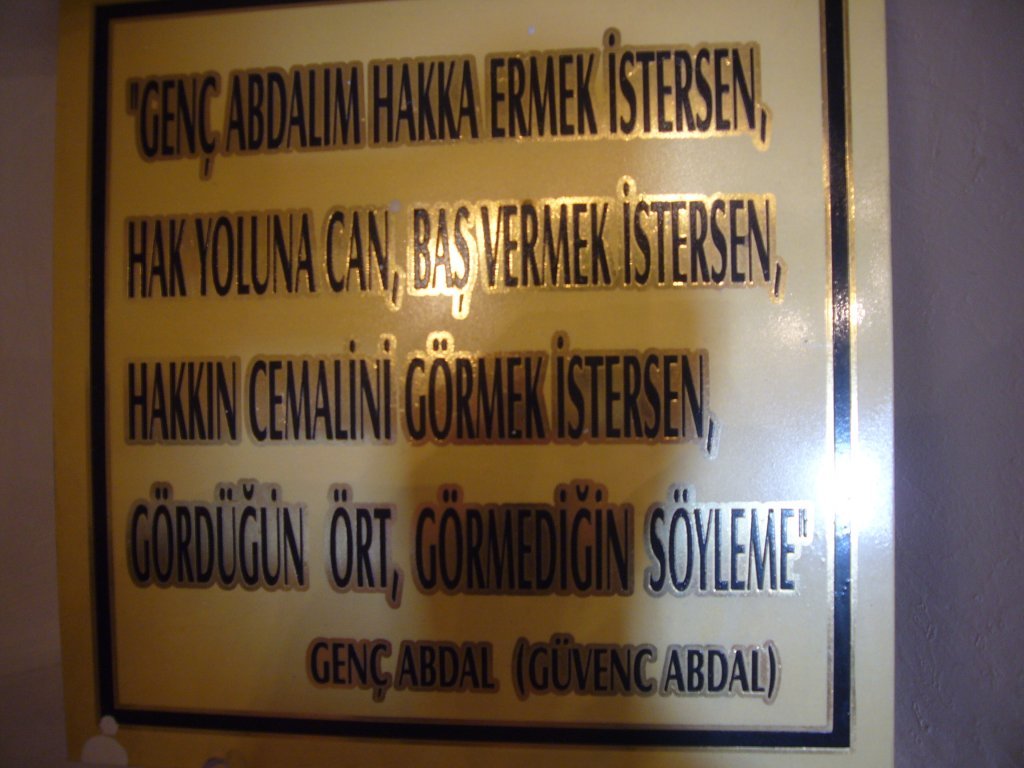 "GENÇ ABDALIM HAKKA ERMEK İSTERSEN,
HAK YOLUNA CAN, BAŞ VERMEK İSTERSEN,
HAKKIN CEMALİNİ GÖRMEK İSTERSEN,
GÖRDÜĞÜN ÖRT, GÖRMEDİĞİN SÖYLEME"
GENÇ ABDAL (GÜVENC ABDAL)